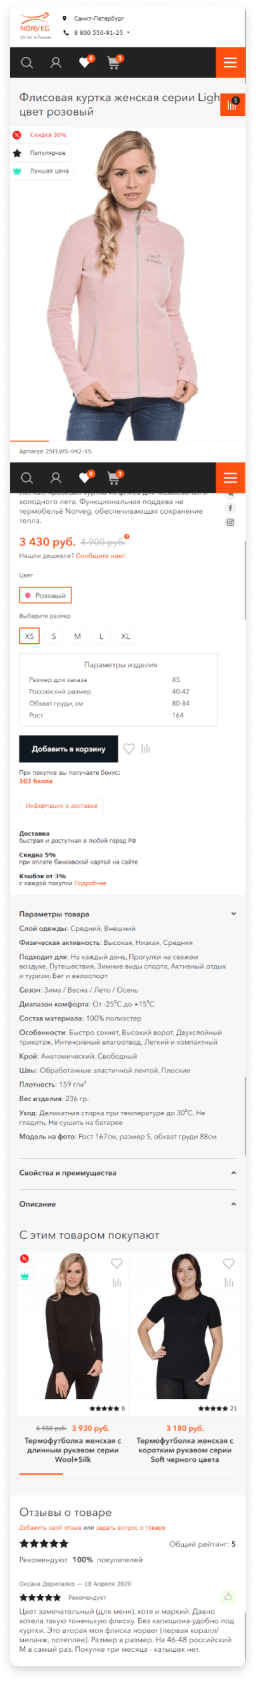 NORVEG
Санкт-Петербург
8 800 550-91-25
Флисовая куртка женская серии Light
цвет розовый
Скидка 30%
Популярное
Лучшая цена
Артикул 25FLWS-042-XS
холодного лета. Функциональная поддева на
термобельё Norveg, обеспечивающая сохранение
тепла.
3 430 руб. 4 900 руб.
Нашли дешевле? Сообщите нам!
Цвет
Розовый
Выберите размер
XS S M L XL
Параметры изделия
Размер для заказа XS
Российский размер 40-42
Обхват груди, см 80-84
Рост 164
Добавить в корзину
При покупке вы получаете бонус:
103 балла
Информация о доставке
Доставка
быстрая и доступная в любой город РФ
Скидка 5%
при оплате банковской картой на сайте
Кэшбэк от 3%
с каждой покупки Подробнее
Параметры товара
Слой одежды: Средний, Внешний
Физическая активность: Высокая, Низкая, Средняя
Подходит для: На каждый день, Прогулки на свежем
воздухе, Путешествия, Зимние виды спорта, Активный отдых
и туризм, Бег и велоспорт
Сезон: Зима / Весна / Лето / Осень
Диапазон комфорта: От -25°C до +15°C
Состав материала: 100% полиэстер
Особенности: Быстро сохнет, Высокий ворот, Двухслойный
трикотаж, Интенсивный влагоотвод, Легкий и компактный
Крой: Анатомический, Свободный
Швы: Обработанные эластичной лентой, Плоские
Плотность: 159 г/м²
Вес изделия: 236 гр.
Уход: Деликатная стирка при температуре до 30°C, Не
гладить, Не сушить на батарее
Модель на фото: Рост 167см, размер S, обхват груди 88см
Свойства и преимущества
Описание
С этим товаром покупают
6 21
5 550 руб. 3 930 руб. 3 180 руб.
Термофутболка женская с
длинным рукавом серии
Wool+Silk
Термофутболка женская с
коротким рукавом серии
Soft черного цвета
Отзывы о товаре
Добавить свой отзыв или задать вопрос о товаре
Общий рейтинг: 5
Рекомендуют 100% покупателей
Оксана Дерипалко — 18 Апреля 2020
Рекомендует
Цвет замечательный (для меня), хотя и маркий. Давно
хотела такую тоненькую флиску. Без капюшона-удобно под
куртки. Это вторая моя флиска норвег (первая коралл/
меланж, потеплее). Размер в размер. На 46-48 российский
М в самый раз. Покупке три месяца - катышек нет.